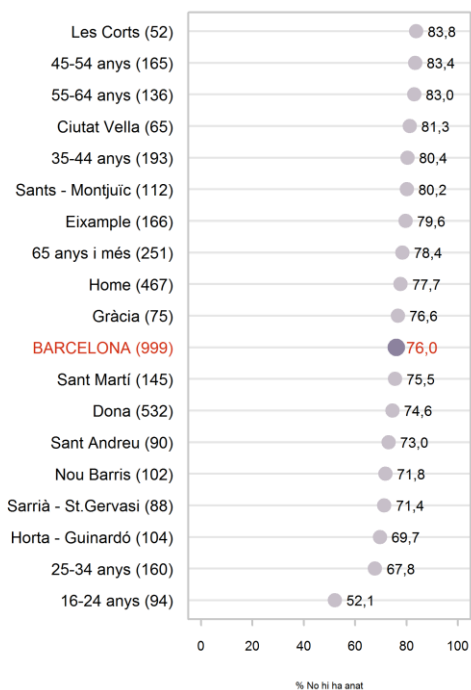 Les Corts (52) 83,8
45-54 anys (165) 83,4
55-64 anys (136) 83,0
Ciutat Vella (65) 81,3
35-44 anys (193) 80,4
Sants - Montjuïc (112) 80,2
Eixample (166) 79,6
65 anys i més (251) 78,4
Home (467) 77,7
Gràcia (75) 76,6
BARCELONA (999) 76,0
Sant Martí (145) 75,5
Dona (532) 74,6
Sant Andreu (90) 73,0
Nou Barris (102) 71,8
Sarrià - St.Gervasi (88) 71,4
Horta - Guinardó (104) 69,7
25-34 anys (160) 67,8
16-24 anys (94) 52,1
0 20 40 60 80 100
% No hi ha anat